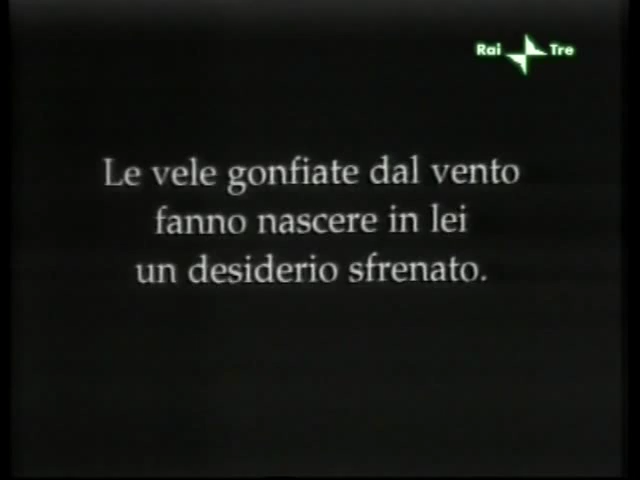 Rai Tre
Le vele gonfiate dal vento
fanno nascere in lei
un desiderio sfrenato.